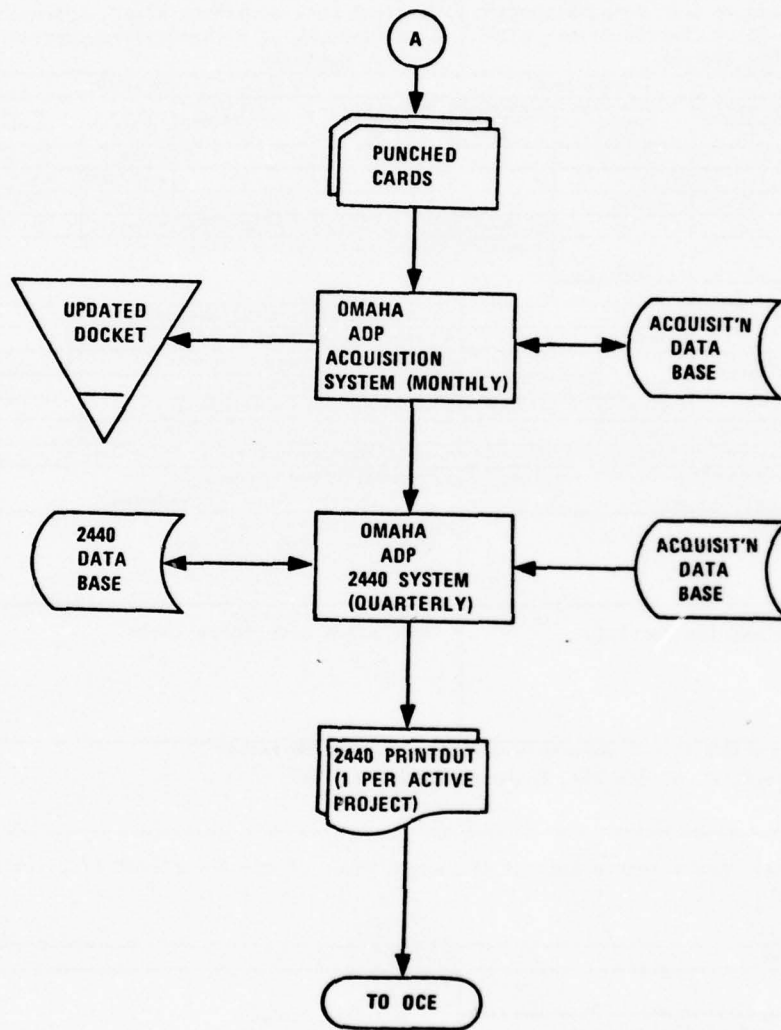 A
PUNCHED
CARDS
UPDATED
DOCKET
OMAHA
ADP
ACQUISITION
SYSTEM (MONTHLY)
ACQUISIT'N
DATA
BASE
2440
DATA
BASE
OMAHA
ADP
2440 SYSTEM
(QUARTERLY)
ACQUISIT'N
DATA
BASE
2440 PRINTOUT
(1 PER ACTIVE
PROJECT)
TO OCE